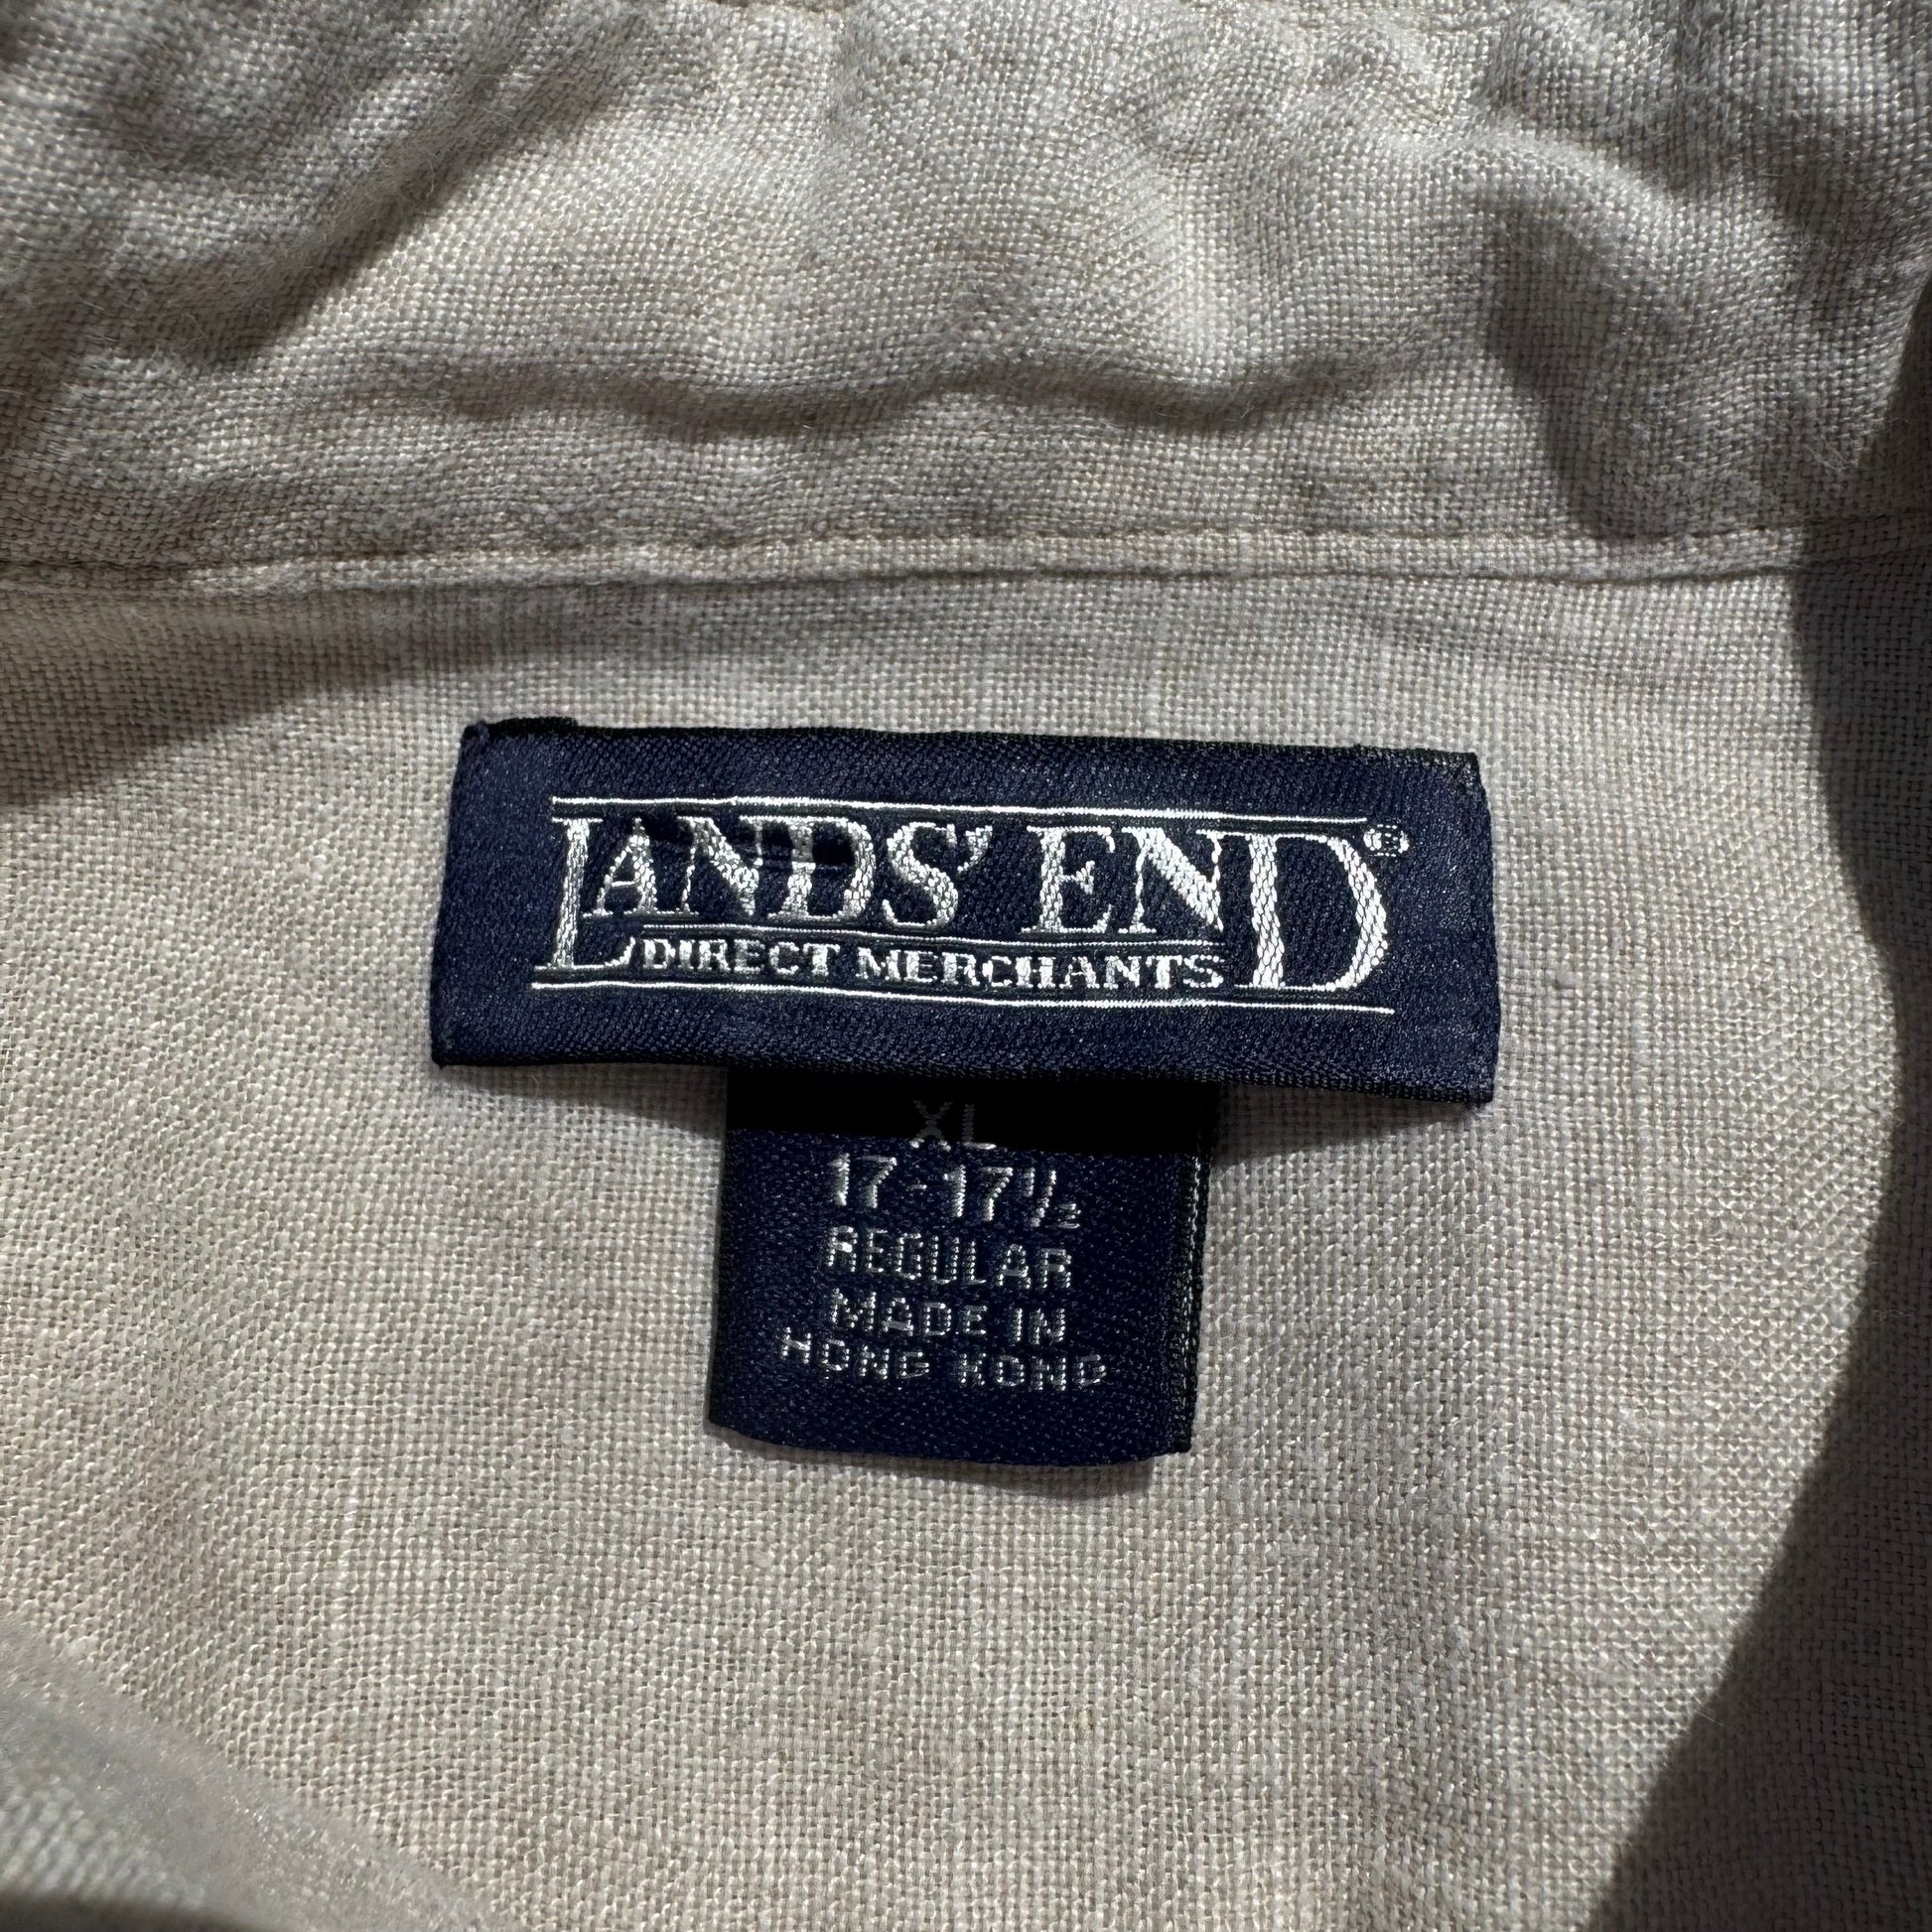 LANDS' END®
DIRECT MERCHANTS
XL
17-17½
REGULAR
MADE IN
HONG KONG